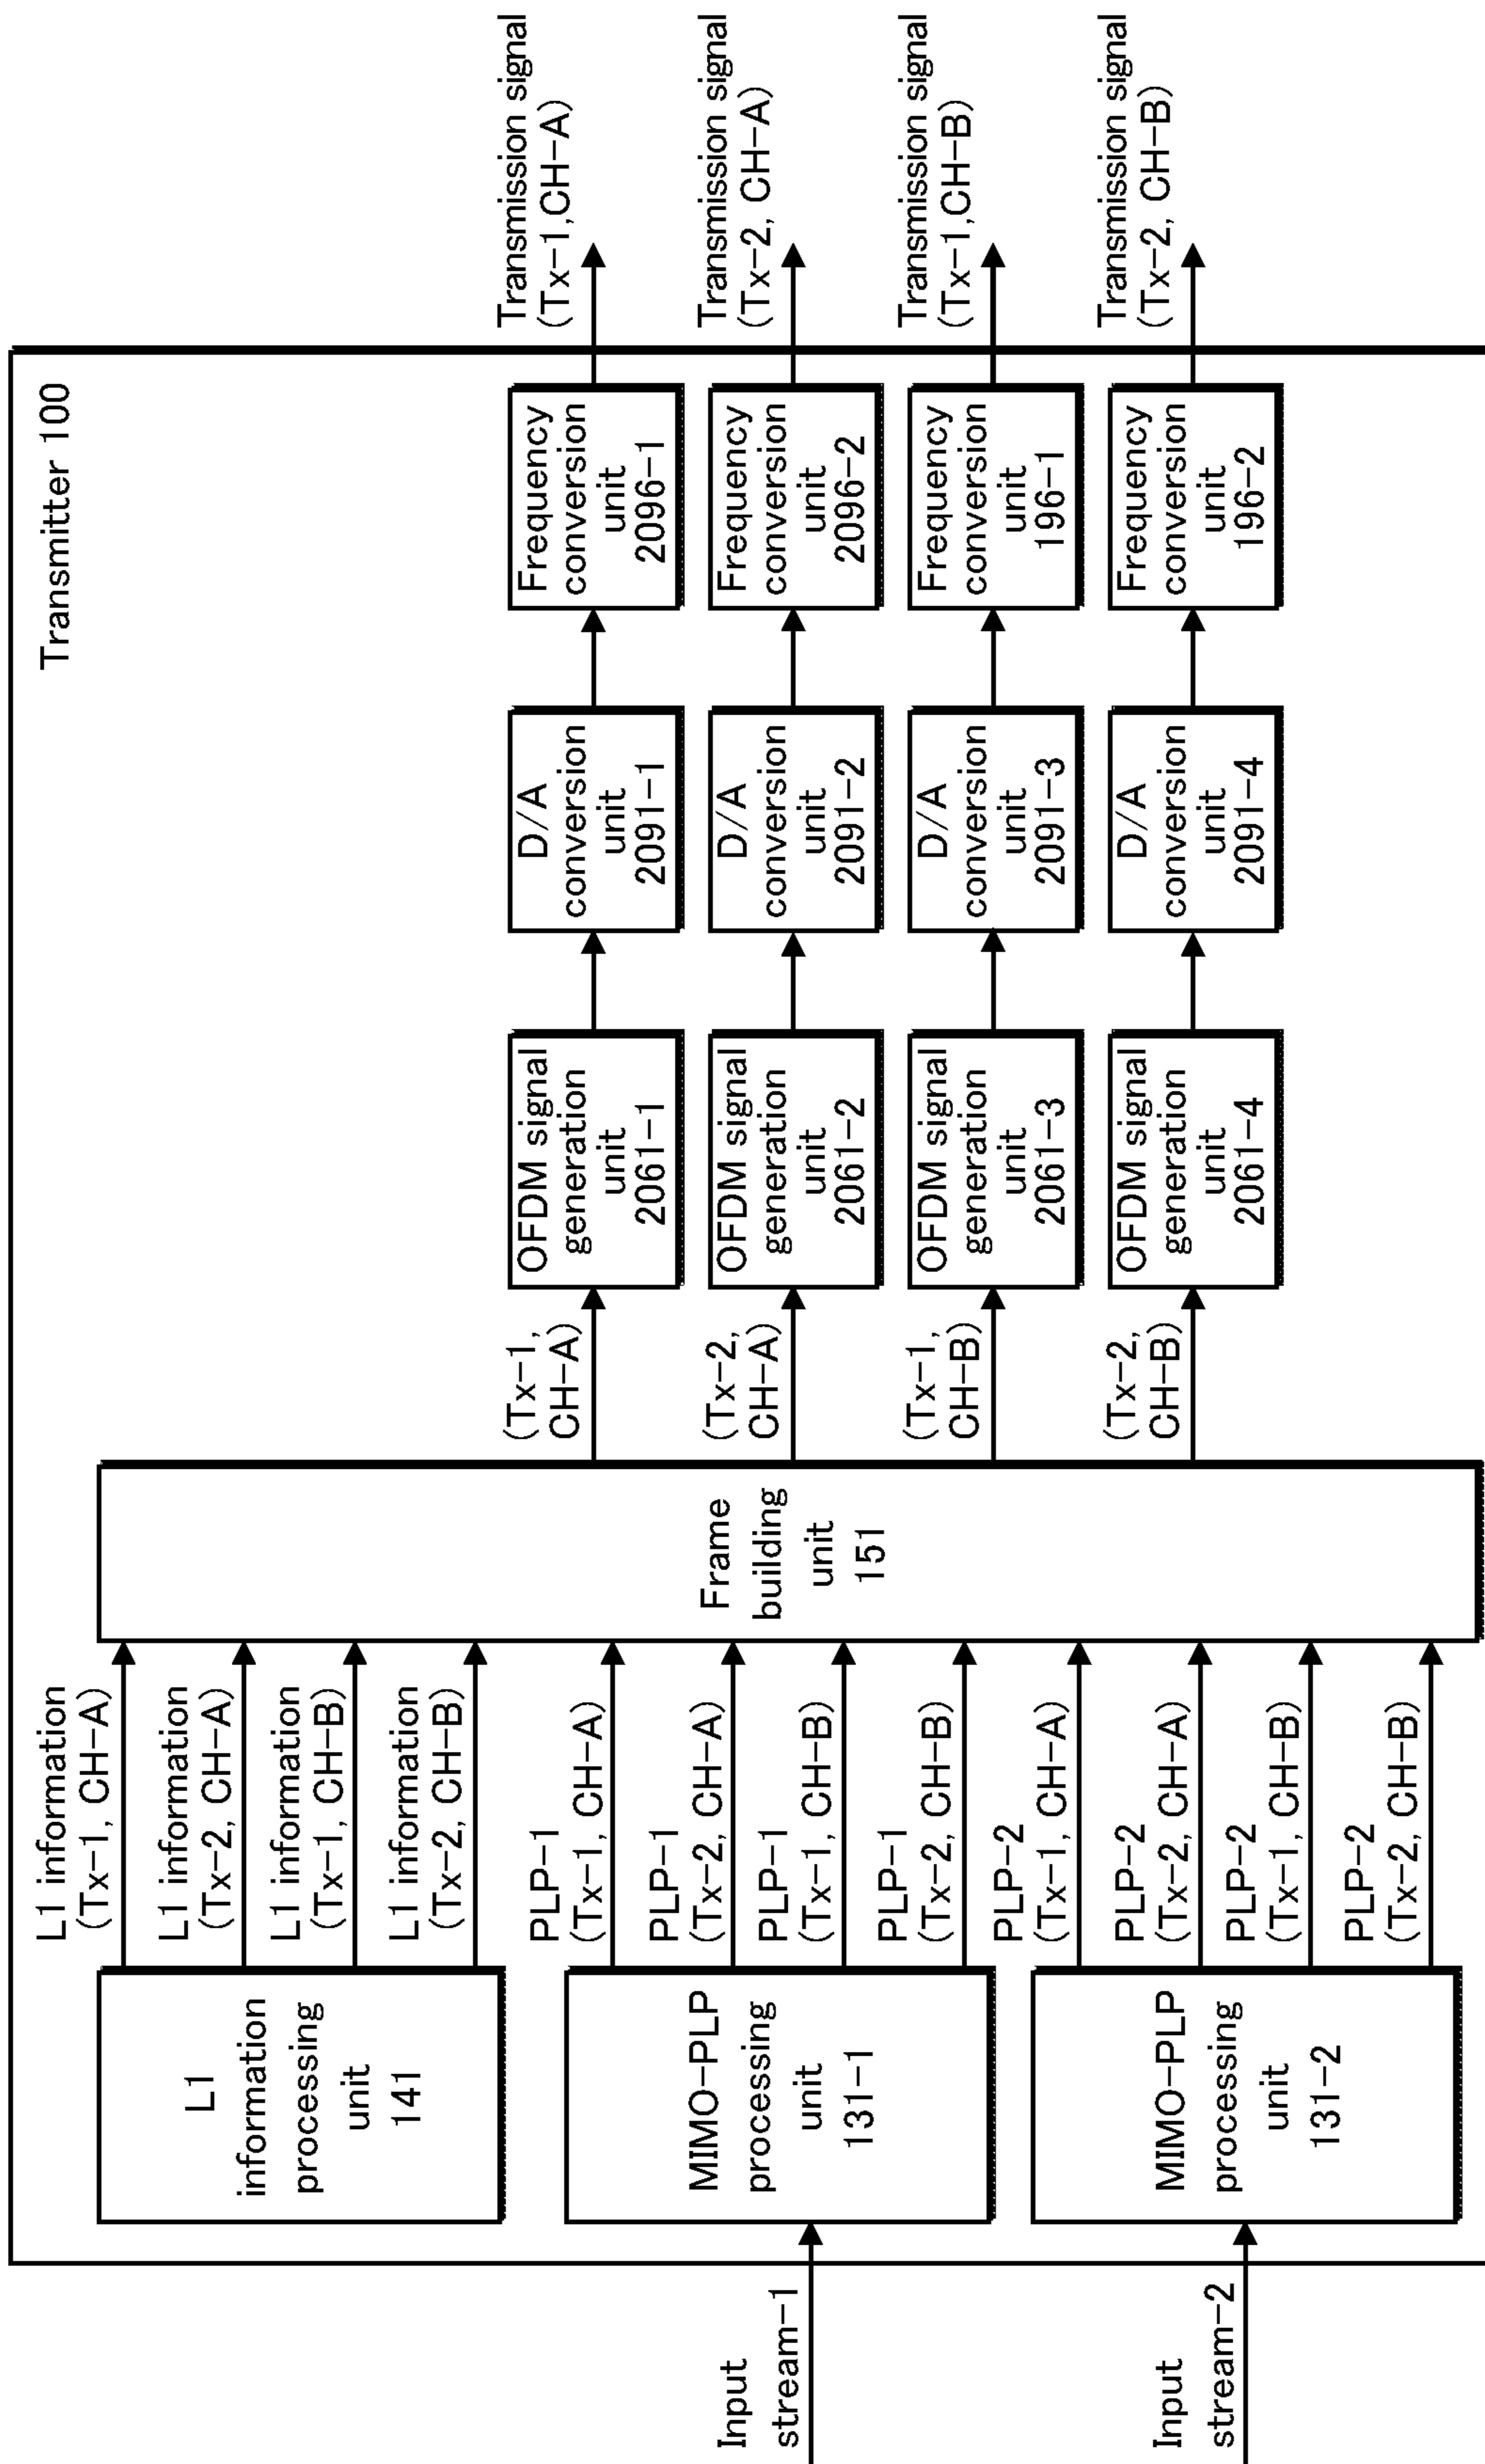 Transmitter 100
Input
stream-1
Input
stream-2
L1
information
processing
unit
141
MIMO-PLP
processing
unit
131-1
MIMO-PLP
processing
unit
131-2
L1 information
(Tx-1, CH-A)
L1 information
(Tx-2, CH-A)
L1 information
(Tx-1, CH-B)
L1 information
(Tx-2, CH-B)
PLP-1
(Tx-1, CH-A)
PLP-1
(Tx-2, CH-A)
PLP-1
(Tx-1, CH-B)
PLP-1
(Tx-2, CH-B)
PLP-2
(Tx-1, CH-A)
PLP-2
(Tx-2, CH-A)
PLP-2
(Tx-1, CH-B)
PLP-2
(Tx-2, CH-B)
Frame
building
unit
151
(Tx-1,
CH-A)
(Tx-2,
CH-A)
(Tx-1,
CH-B)
(Tx-2,
CH-B)
OFDM signal
generation
unit
2061-1
OFDM signal
generation
unit
2061-2
OFDM signal
generation
unit
2061-3
OFDM signal
generation
unit
2061-4
D/A
conversion
unit
2091-1
D/A
conversion
unit
2091-2
D/A
conversion
unit
2091-3
D/A
conversion
unit
2091-4
Frequency
conversion
unit
2096-1
Frequency
conversion
unit
2096-2
Frequency
conversion
unit
196-1
Frequency
conversion
unit
196-2
Transmission signal
(Tx-1,CH-A)
Transmission signal
(Tx-2, CH-A)
Transmission signal
(Tx-1,CH-B)
Transmission signal
(Tx-2, CH-B)